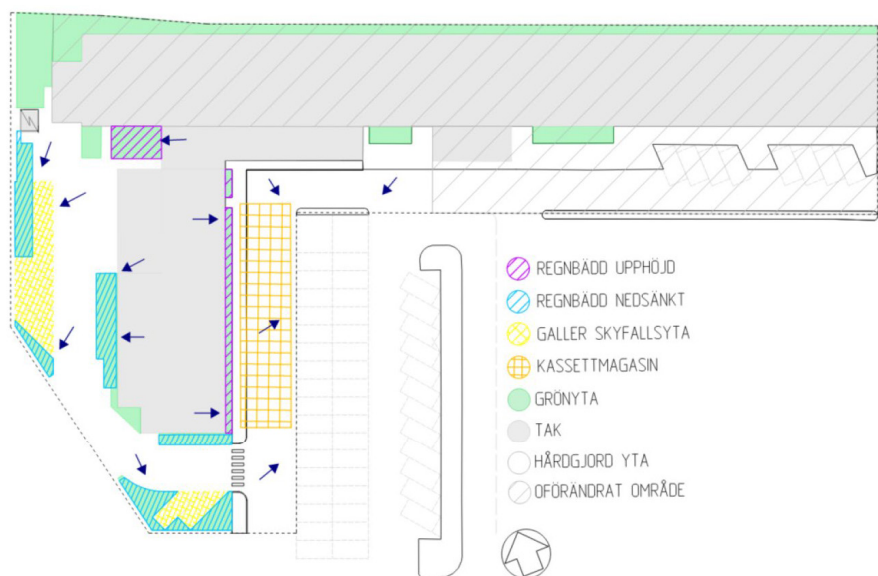 REGNBÄDD UPPHÖJD
REGNBÄDD NEDSÄNKT
GALLER SKYFALLSYTA
KASSETTMAGASIN
GRÖNYTA
TAK
HÅRDGJORD YTA
OFÖRÄNDRAT OMRÅDE